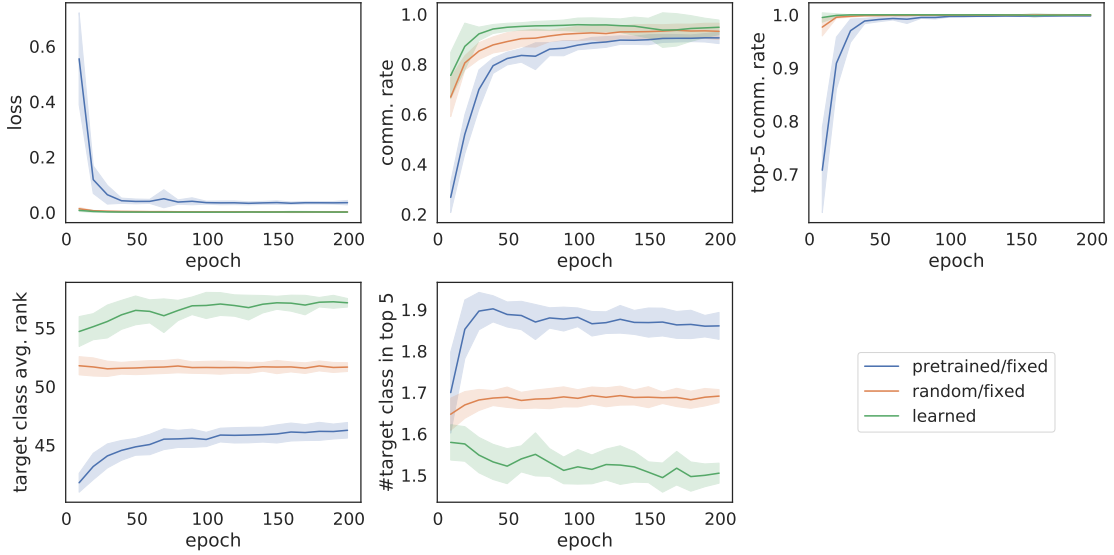 loss
0.6
0.4
0.2
0.0
0 50 100 150 200
epoch
comm. rate
1.0
0.8
0.6
0.4
0.2
0 50 100 150 200
epoch
top-5 comm. rate
1.0
0.9
0.8
0.7
0 50 100 150 200
epoch
target class avg. rank
55
50
45
0 50 100 150 200
epoch
#target class in top 5
1.9
1.8
1.7
1.6
1.5
0 50 100 150 200
epoch
pretrained/fixed
random/fixed
learned